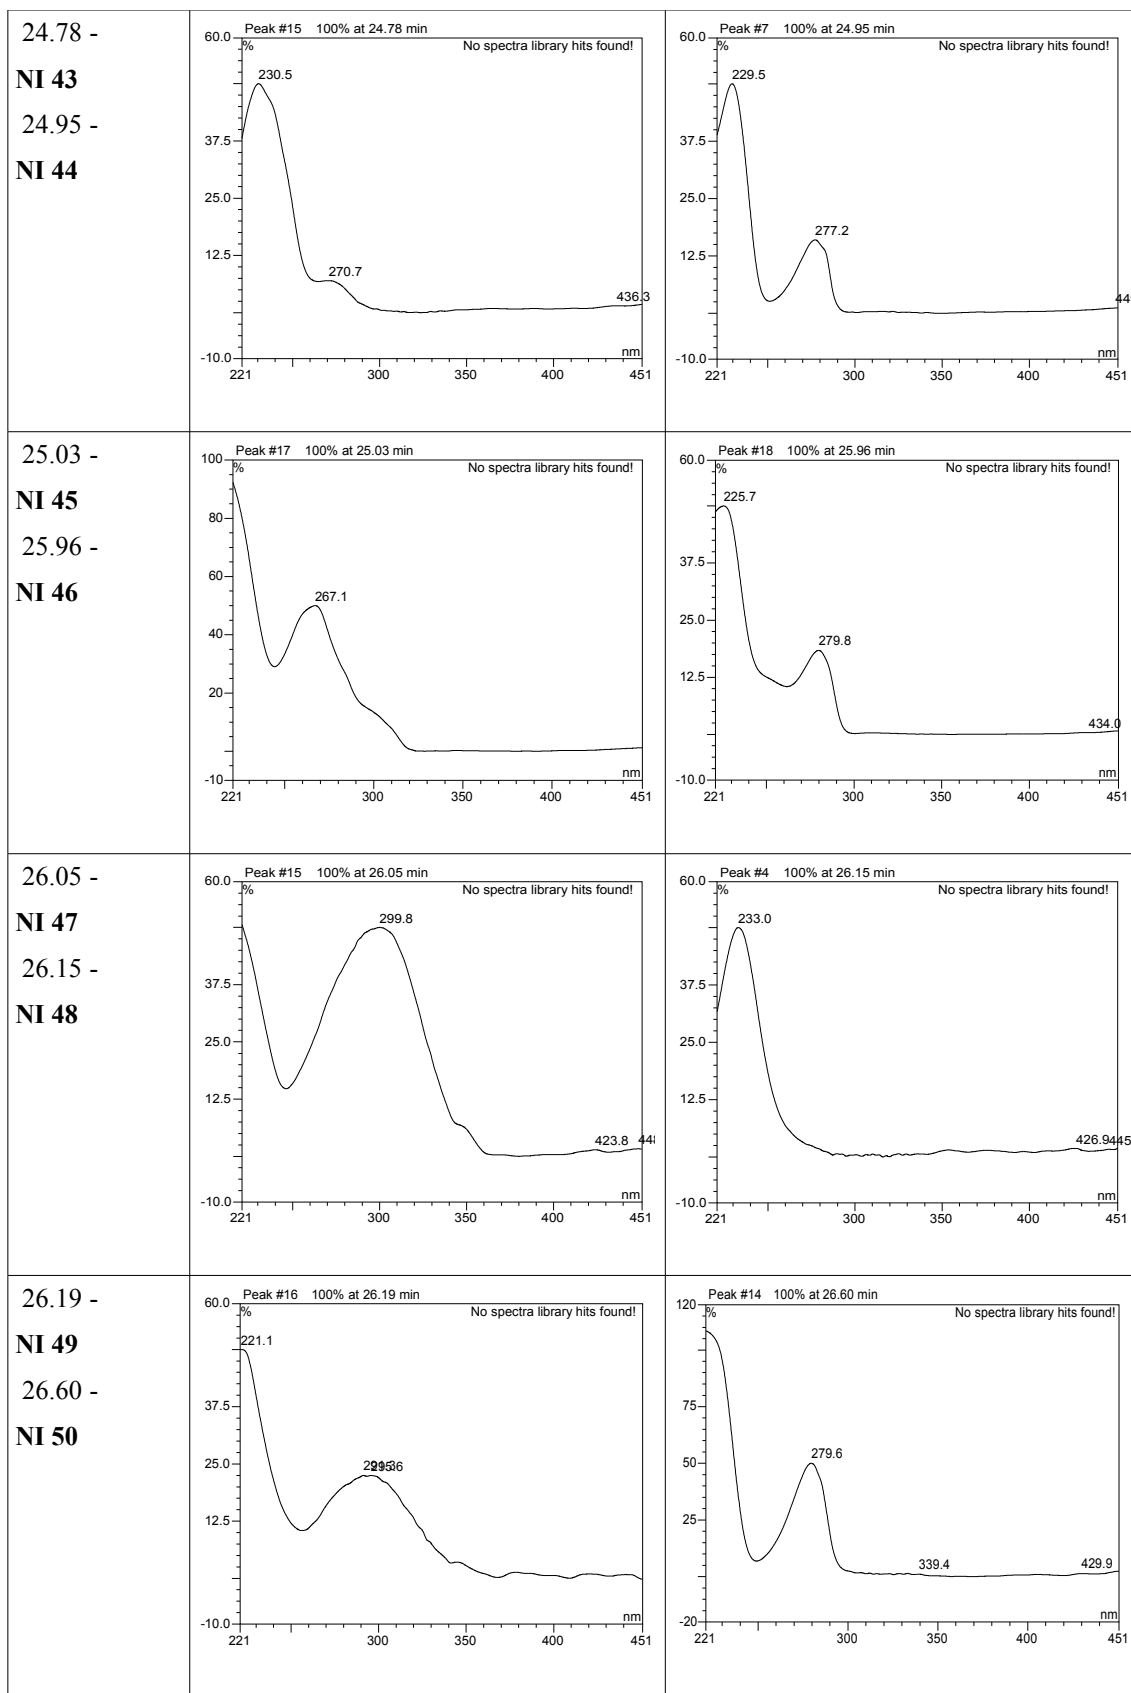 24.78 -
NI 43
24.95 -
NI 44
Peak #15 100% at 24.78 min
60.0
%
No spectra library hits found!
230.5
37.5
25.0
12.5
270.7
436.3
-10.0
nm
221 300 350 400 451
Peak #7 100% at 24.95 min
60.0
%
No spectra library hits found!
229.5
37.5
25.0
12.5
277.2
-10.0
nm
221 300 350 400 451
25.03 -
NI 45
25.96 -
NI 46
Peak #17 100% at 25.03 min
100
%
No spectra library hits found!
80
60
267.1
40
20
-10
nm
221 300 350 400 451
Peak #18 100% at 25.96 min
60.0
%
No spectra library hits found!
225.7
37.5
25.0
279.8
12.5
434.0
-10.0
nm
221 300 350 400 451
26.05 -
NI 47
26.15 -
NI 48
Peak #15 100% at 26.05 min
60.0
%
No spectra library hits found!
299.8
37.5
25.0
12.5
423.8
-10.0
nm
221 300 350 400 451
Peak #4 100% at 26.15 min
60.0
%
No spectra library hits found!
233.0
37.5
25.0
12.5
426.9 445
-10.0
nm
221 300 350 400 451
26.19 -
NI 49
26.60 -
NI 50
Peak #16 100% at 26.19 min
60.0
%
No spectra library hits found!
221.1
37.5
25.0
295.6
12.5
-10.0
nm
221 300 350 400 451
Peak #14 100% at 26.60 min
120
%
No spectra library hits found!
75
50
279.6
25
339.4
429.9
-20
nm
221 300 350 400 451